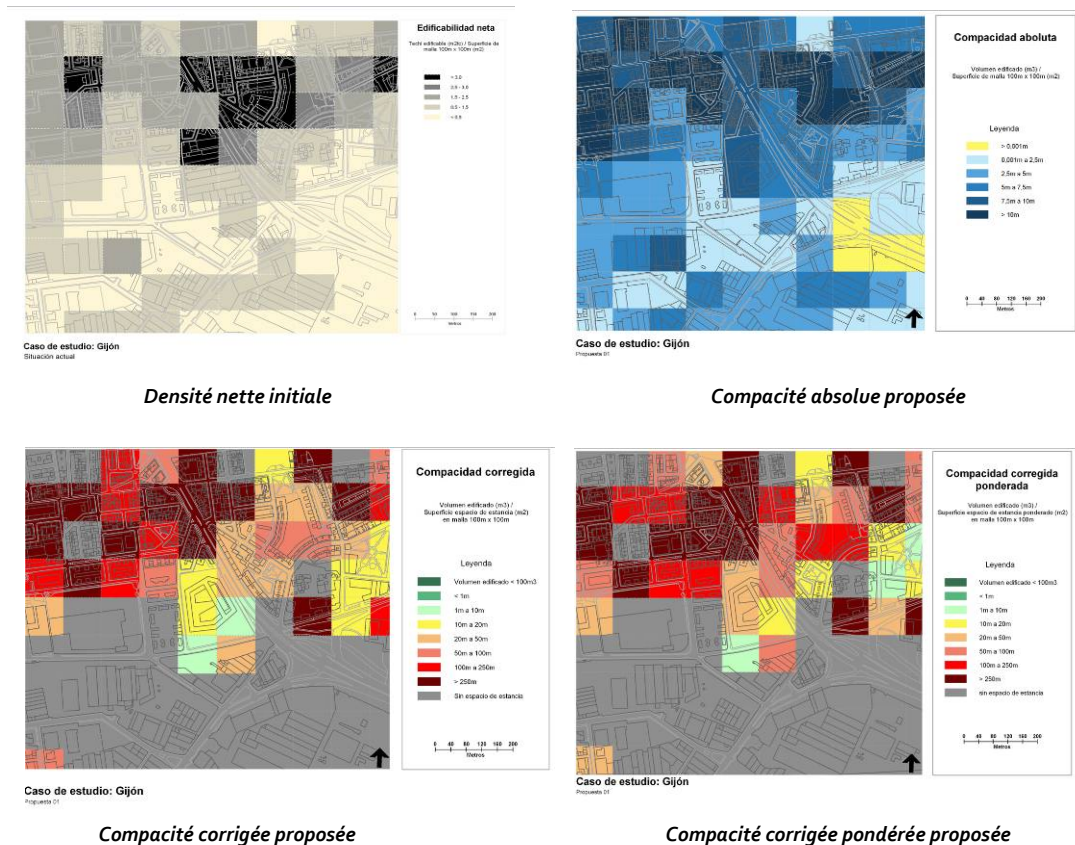 Edificabilidad neta
Techo edificable (m2tc) / Superficie de
malla 100m x 100m (m2)
> 3.0
2,5 - 3,0
1,5 - 2,5
0,5 - 1,5
< 0,5
0 50 100 150 200
Metros
Caso de estudio: Gijón
Situación actual
Densité nette initiale
Compacidad aboluta
Volumen edificado (m3) /
Superficie de malla 100m x 100m (m2)
Leyenda
> 0,001m
0,001m a 2,5m
2,5m a 5m
5m a 7,5m
7,5m a 10m
> 10m
0 40 80 120 160 200
Metros
Caso de estudio: Gijón
Propuesta 01
Compacité absolue proposée
Compacidad corregida
Volumen edificado (m3) /
Superficie espacio de estancia (m2)
en malla 100m x 100m
Leyenda
Volumen edificado < 100m3
< 1m
1m a 10m
10m a 20m
20m a 50m
50m a 100m
100m a 250m
> 250m
Sin espacio de estancia
0 40 80 120 160 200
Metros
Caso de estudio: Gijón
Propuesta 01
Compacité corrigée proposée
Compacidad corregida
ponderada
Volumen edificado (m3) /
Superficie espacio de estancia ponderado (m2)
en malla 100m x 100m
Leyenda
Volumen edificado < 100m3
< 1m
1m a 10m
10m a 20m
20m a 50m
50m a 100m
100m a 250m
> 250m
sin espacio de estancia
0 40 80 120 160 200
Metros
Caso de estudio: Gijón
Propuesta 01
Compacité corrigée pondérée proposée